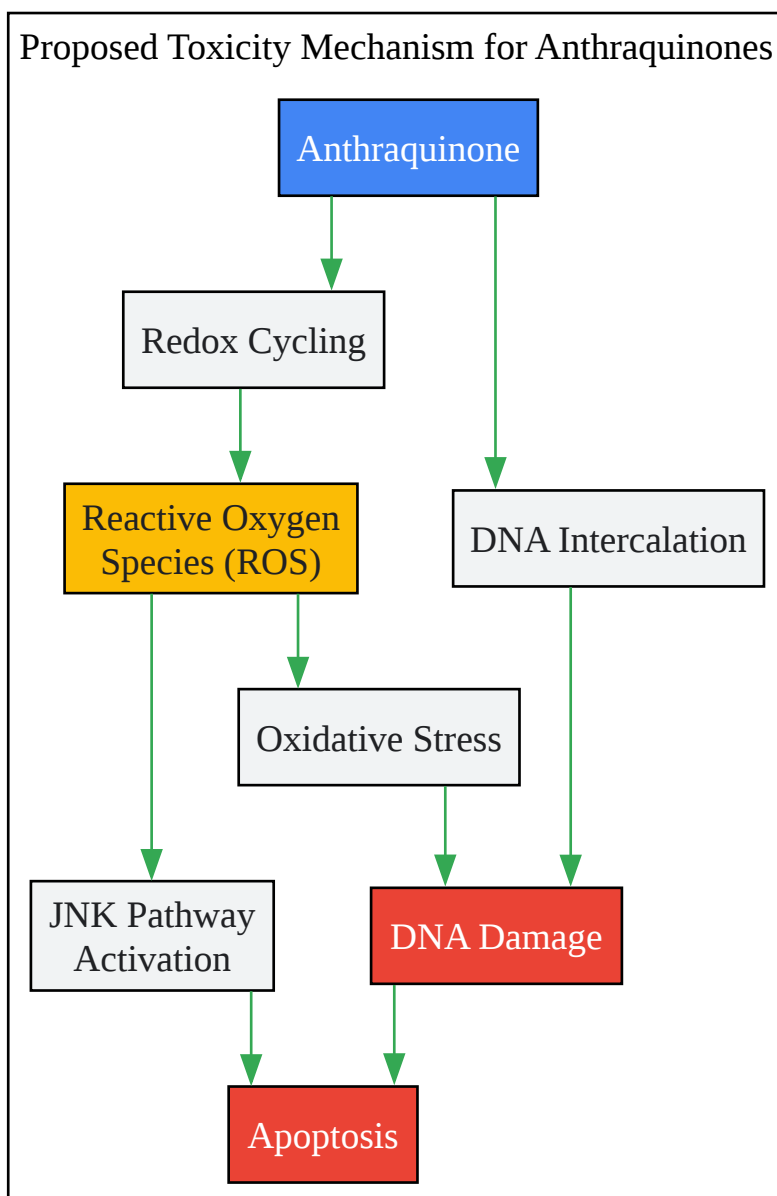 Proposed Toxicity Mechanism for Anthraquinones
Anthraquinone
Redox Cycling
Reactive Oxygen
Species (ROS)
DNA Intercalation
Oxidative Stress
JNK Pathway
Activation
DNA Damage
Apoptosis